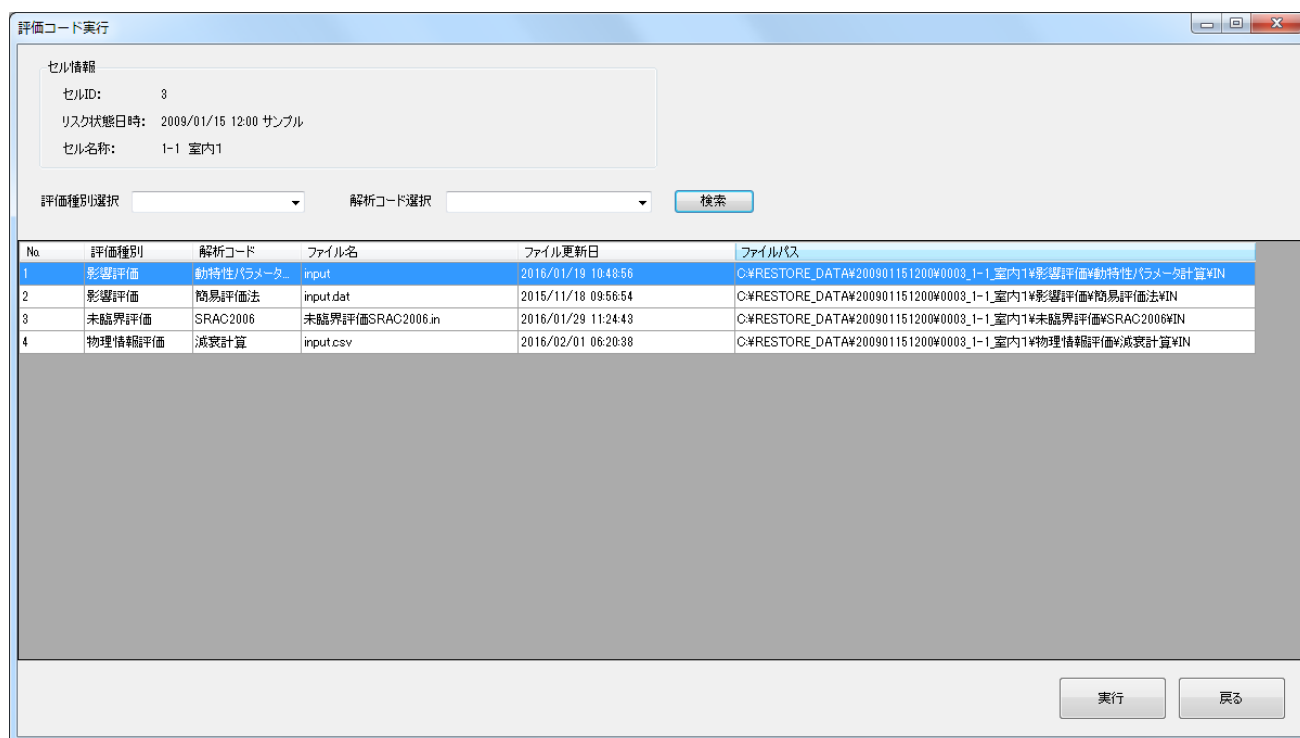 評価コード実行
セル情報
セルID: 3
リスク状態日時: 2009/01/15 12:00 サンプル
セル名称: 1-1 室内1
評価種別選択 解析コード選択 検索
No. 評価種別 解析コード ファイル名 ファイル更新日 ファイルパス
1 影響評価 動特性パラメータ... input 2016/01/19 10:48:56 C:¥RESTORE_DATA¥200901151200¥0003_1-1_室内1¥影響評価¥動特性パラメータ計算¥IN
2 影響評価 簡易評価法 input.dat 2015/11/18 09:56:54 C:¥RESTORE_DATA¥200901151200¥0003_1-1_室内1¥影響評価¥簡易評価法¥IN
3 未臨界評価 SRAC2006 未臨界評価SRAC2006.in 2016/01/29 11:24:43 C:¥RESTORE_DATA¥200901151200¥0003_1-1_室内1¥未臨界評価¥SRAC2006¥IN
4 物理情報評価 減衰計算 input.csv 2016/02/01 06:20:38 C:¥RESTORE_DATA¥200901151200¥0003_1-1_室内1¥物理情報評価¥減衰計算¥IN
実行 戻る